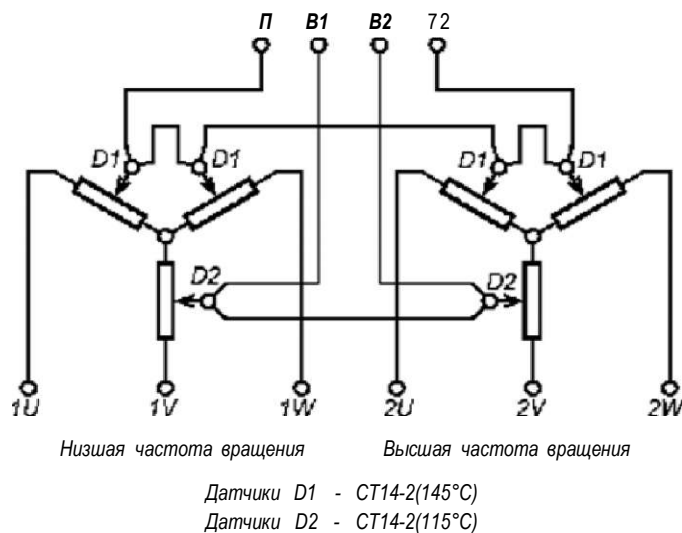 П В1 В2 72
D1 D1 D1 D1
D2 D2
1U 1V 1W 2U 2V 2W
Низшая частота вращения Высшая частота вращения
Датчики D1 - СТ14-2(145°С)
Датчики D2 - СТ14-2(115°С)